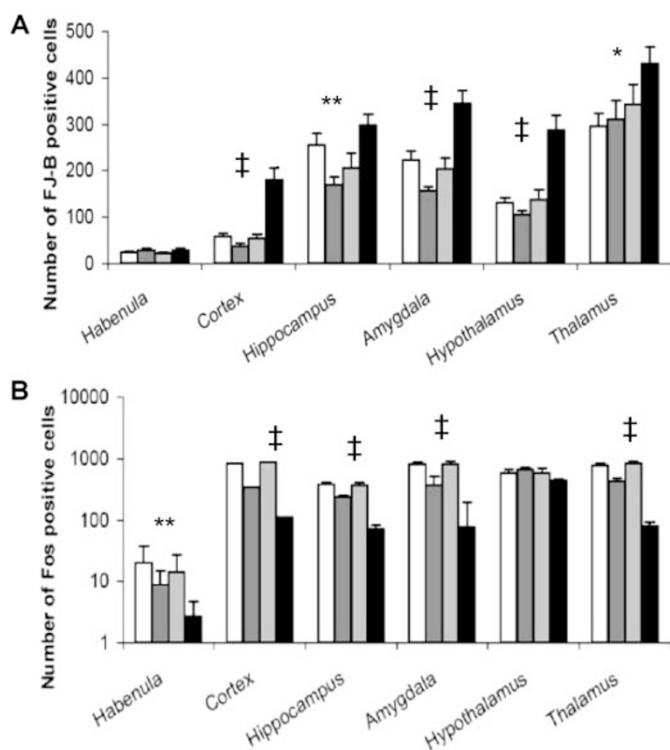 A
Number of FJ-B positive cells
500
400
300
200
100
0
‡
**
‡
‡
*
Habenula
Cortex
Hippocampus
Amygdala
Hypothalamus
Thalamus
B
Number of Fos positive cells
10000
1000
100
10
1
**
‡
‡
‡
‡
Habenula
Cortex
Hippocampus
Amygdala
Hypothalamus
Thalamus